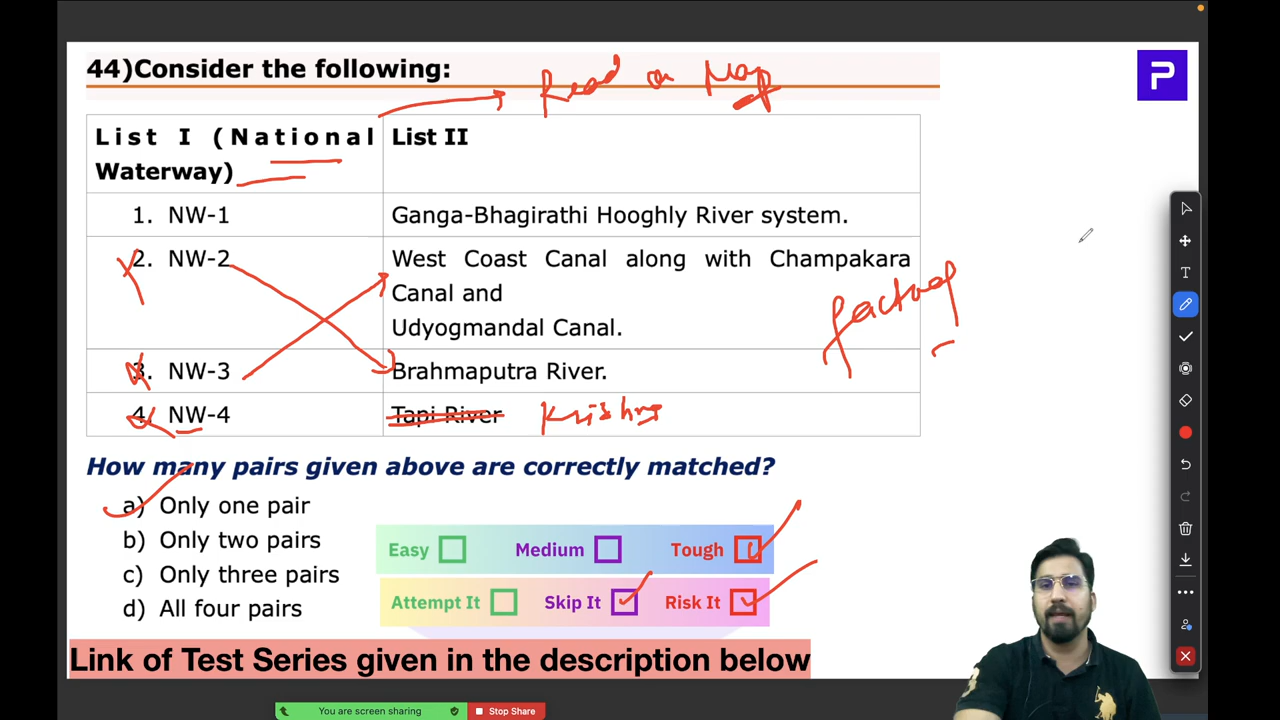 44)Consider the following:
Read on Map
List I (National Waterway)
List II
1. NW-1
Ganga-Bhagirathi Hooghly River system.
2. NW-2
West Coast Canal along with Champakara
Canal and
Udyogmandal Canal.
factual
3. NW-3
Brahmaputra River.
4. NW-4
Tapi River
Krishna
How many pairs given above are correctly matched?
a) Only one pair
b) Only two pairs
c) Only three pairs
d) All four pairs
Easy Medium Tough
Attempt It Skip It Risk It
Link of Test Series given in the description below
You are screen sharing Stop Share
P
T
3